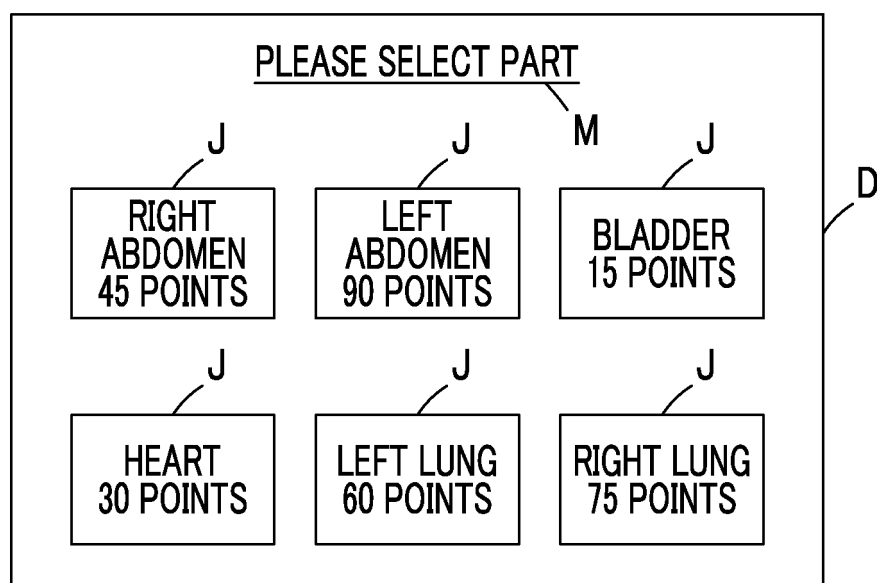 PLEASE SELECT PART
M
J
J
J
D
RIGHT
ABDOMEN
45 POINTS
LEFT
ABDOMEN
90 POINTS
BLADDER
15 POINTS
J
J
J
HEART
30 POINTS
LEFT LUNG
60 POINTS
RIGHT LUNG
75 POINTS